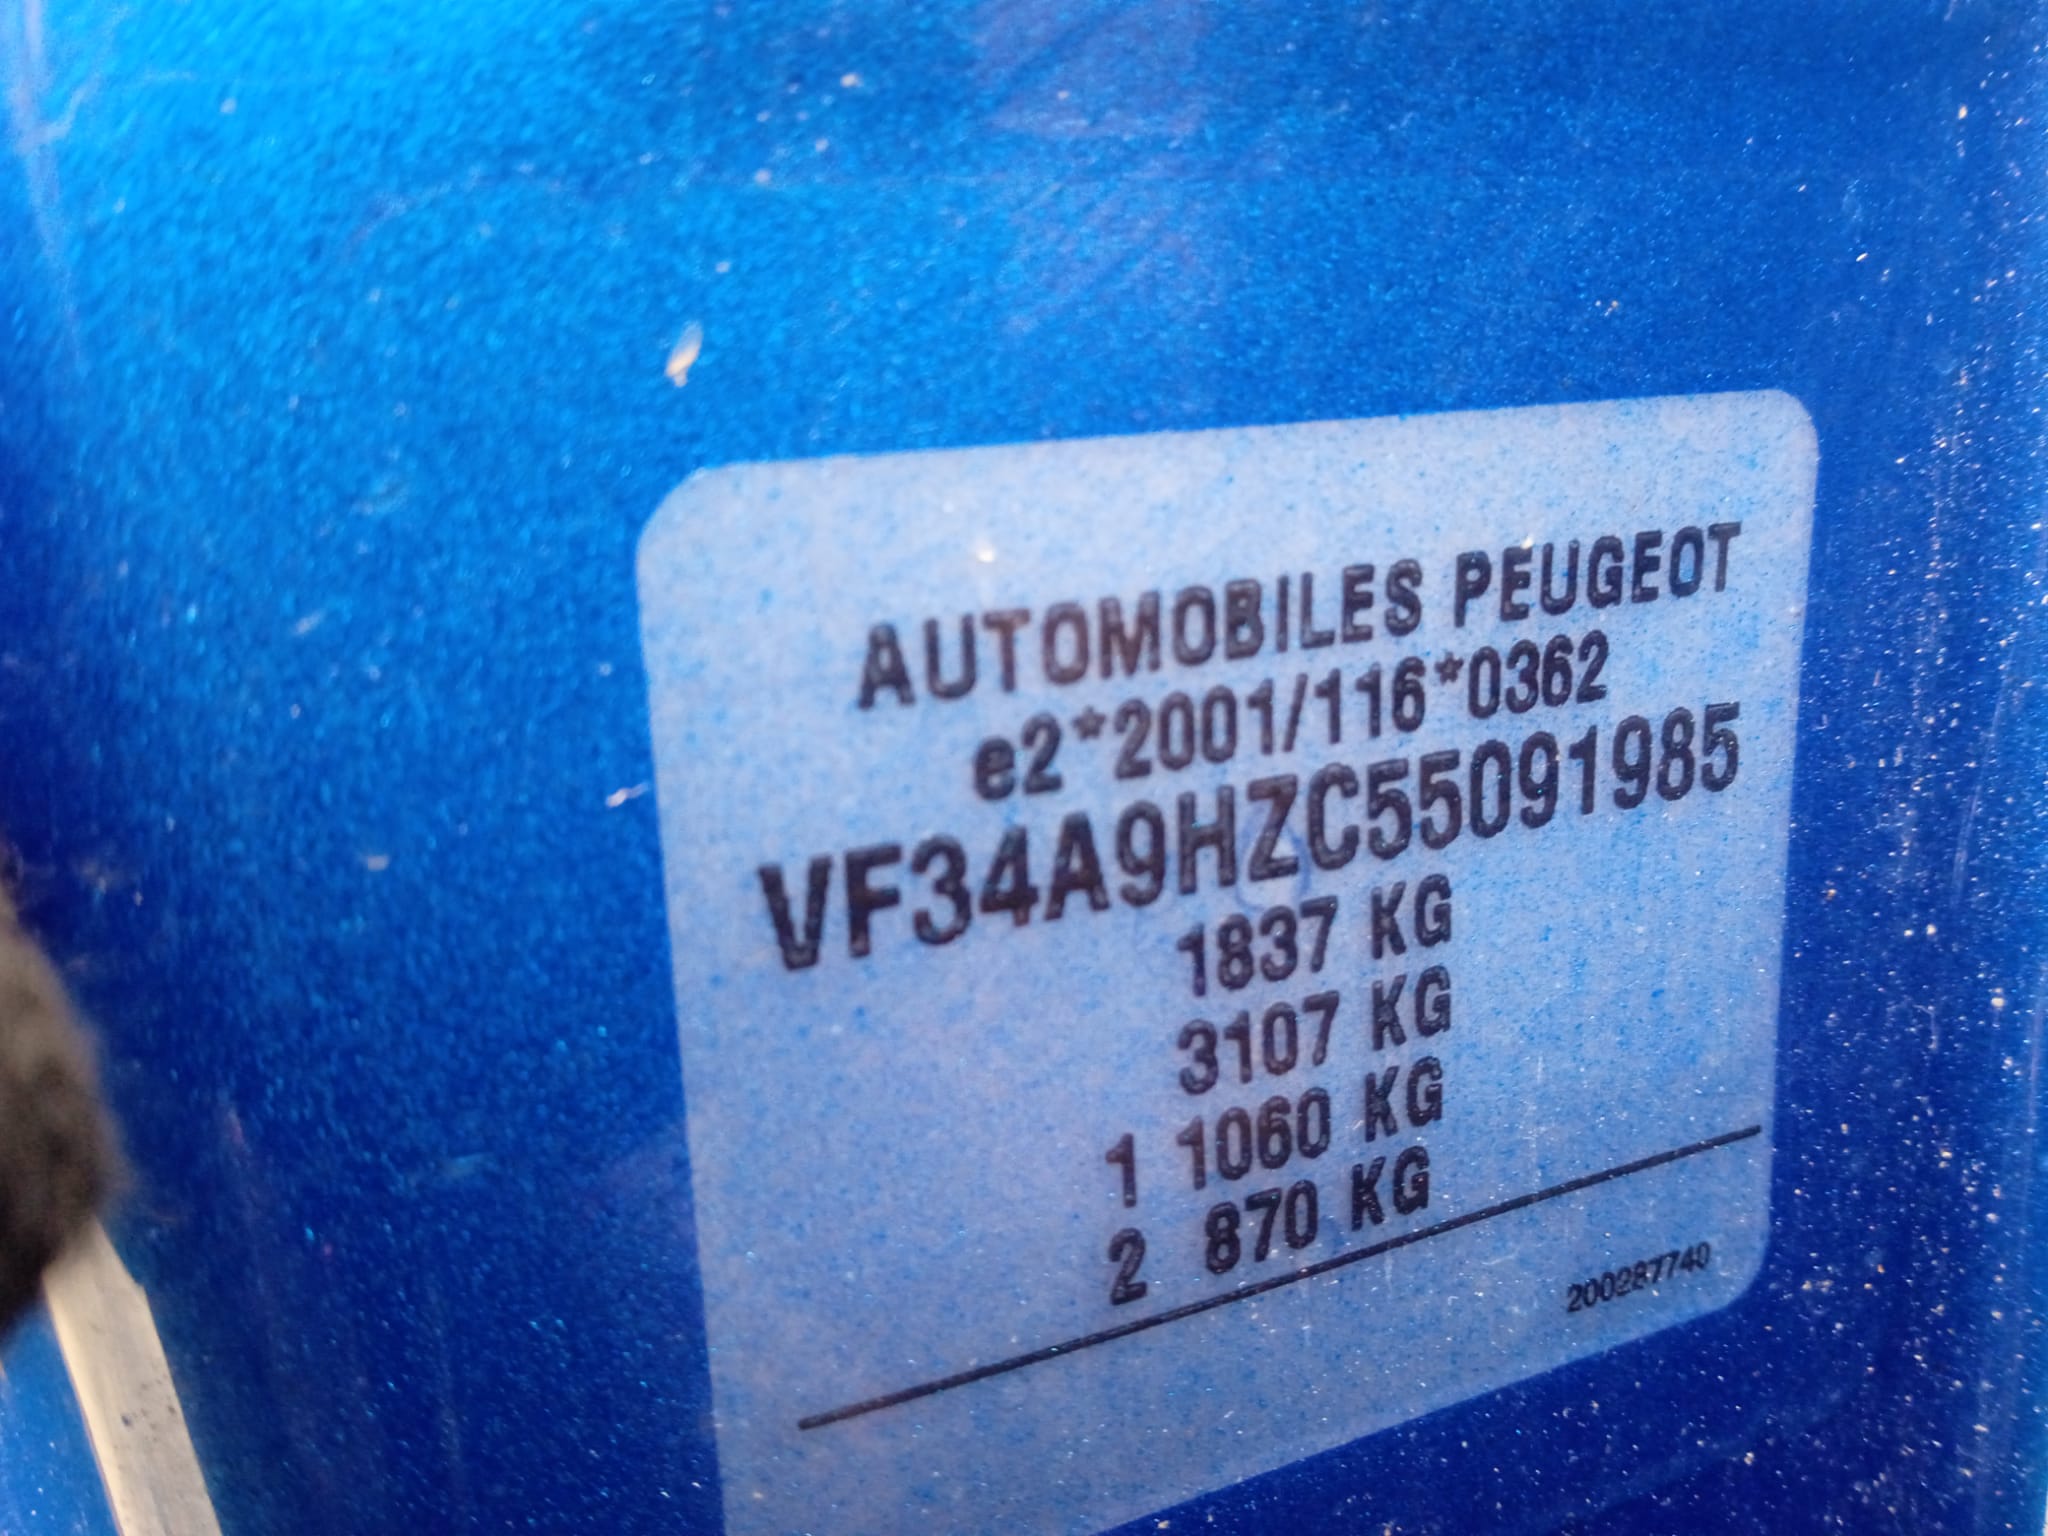 AUTOMOBILES PEUGEOT
e2*2001/116*0362
VF34A9HZC55091985
1837 KG
3107 KG
1 1060 KG
2 870 KG
200287740